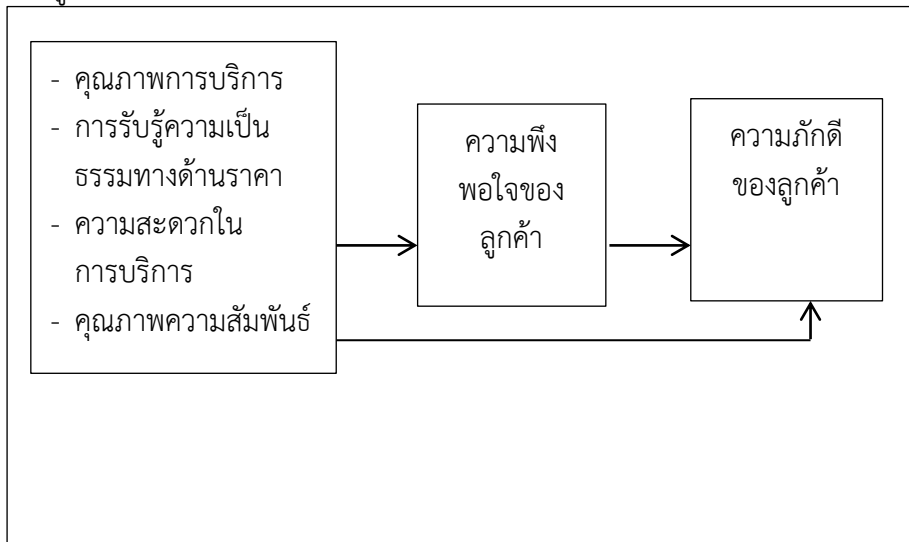 - คุณภาพการบริการ
- การรับรู้ความเป็น
ธรรมทางด้านราคา
- ความสะดวกใน
การบริการ
- คุณภาพความสัมพันธ์
ความพึง
พอใจของ
ลูกค้า
ความภักดี
ของลูกค้า